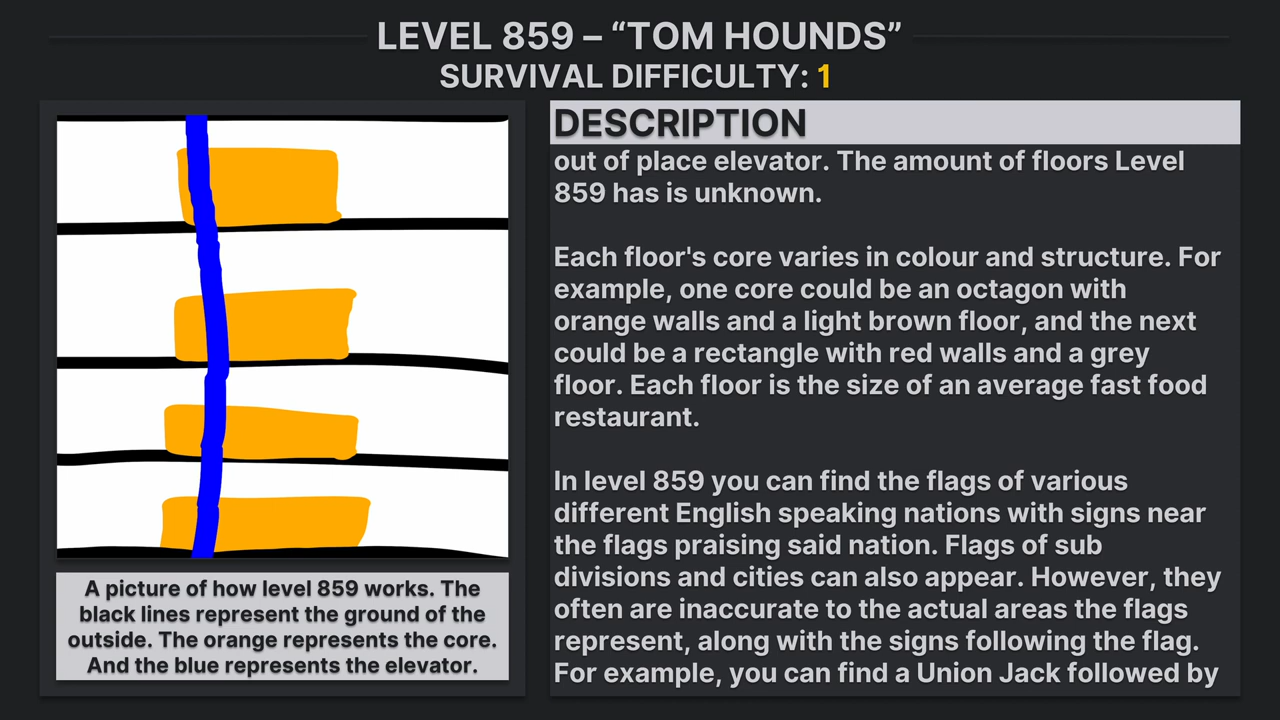 LEVEL 859 – “TOM HOUNDS”
SURVIVAL DIFFICULTY: 1
A picture of how level 859 works. The
black lines represent the ground of the
outside. The orange represents the core.
And the blue represents the elevator.
DESCRIPTION
out of place elevator. The amount of floors Level
859 has is unknown.
Each floor's core varies in colour and structure. For
example, one core could be an octagon with
orange walls and a light brown floor, and the next
could be a rectangle with red walls and a grey
floor. Each floor is the size of an average fast food
restaurant.
In level 859 you can find the flags of various
different English speaking nations with signs near
the flags praising said nation. Flags of sub
divisions and cities can also appear. However, they
often are inaccurate to the actual areas the flags
represent, along with the signs following the flag.
For example, you can find a Union Jack followed by